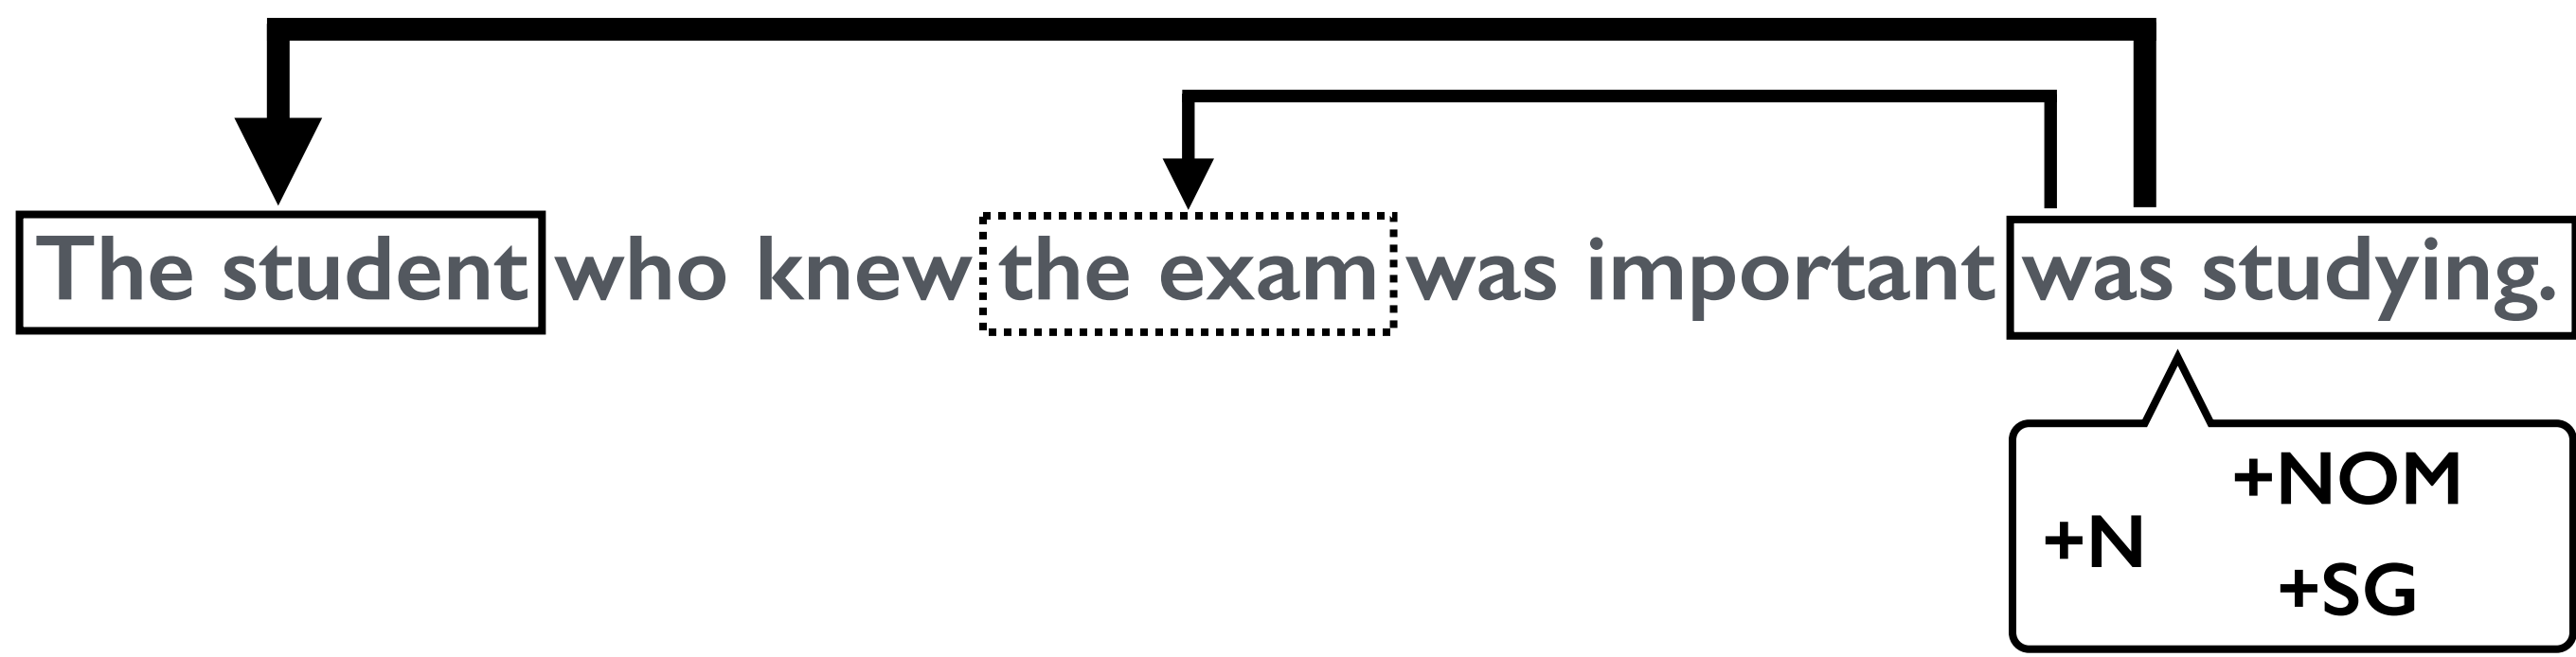 The student who knew the exam was important was studying.
+NOM
+N
+SG